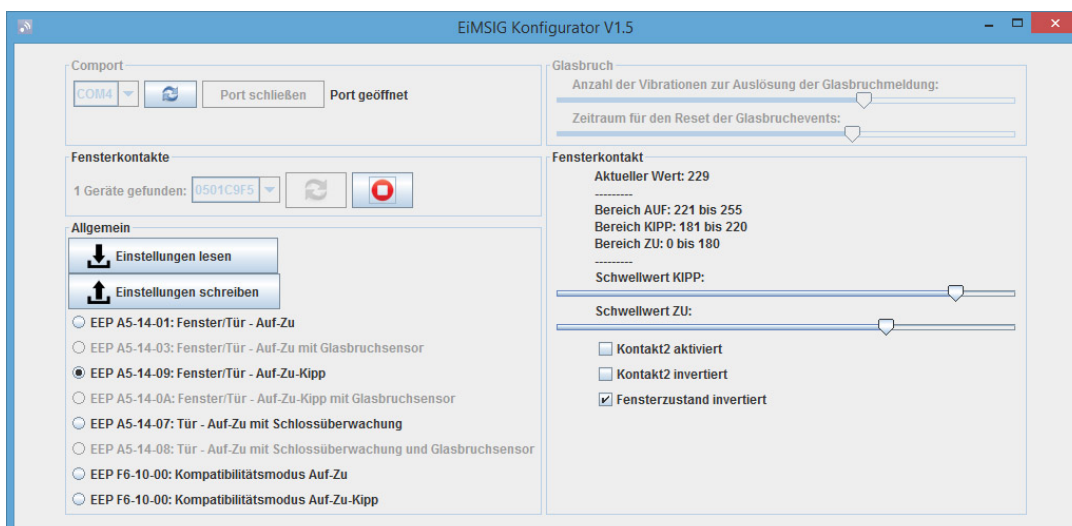 EiMSIG Konfigurator V1.5
Comport
COM4
Port schließen
Port geöffnet
Fensterkontakte
1 Geräte gefunden:
0501C9F5
Allgemein
Einstellungen lesen
Einstellungen schreiben
EEP A5-14-01: Fenster/Tür - Auf-Zu
EEP A5-14-03: Fenster/Tür - Auf-Zu mit Glasbruchsensor
EEP A5-14-09: Fenster/Tür - Auf-Zu-Kipp
EEP A5-14-0A: Fenster/Tür - Auf-Zu-Kipp mit Glasbruchsensor
EEP A5-14-07: Tür - Auf-Zu mit Schlossüberwachung
EEP A5-14-08: Tür - Auf-Zu mit Schlossüberwachung und Glasbruchsensor
EEP F6-10-00: Kompatibilitätsmodus Auf-Zu
EEP F6-10-00: Kompatibilitätsmodus Auf-Zu-Kipp
Glasbruch
Anzahl der Vibrationen zur Auslösung der Glasbruchmeldung:
Zeitraum für den Reset der Glasbruchevents:
Fensterkontakt
Aktueller Wert: 229
---------
Bereich AUF: 221 bis 255
Bereich KIPP: 181 bis 220
Bereich ZU: 0 bis 180
---------
Schwellwert KIPP:
Schwellwert ZU:
Kontakt2 aktiviert
Kontakt2 invertiert
Fensterzustand invertiert